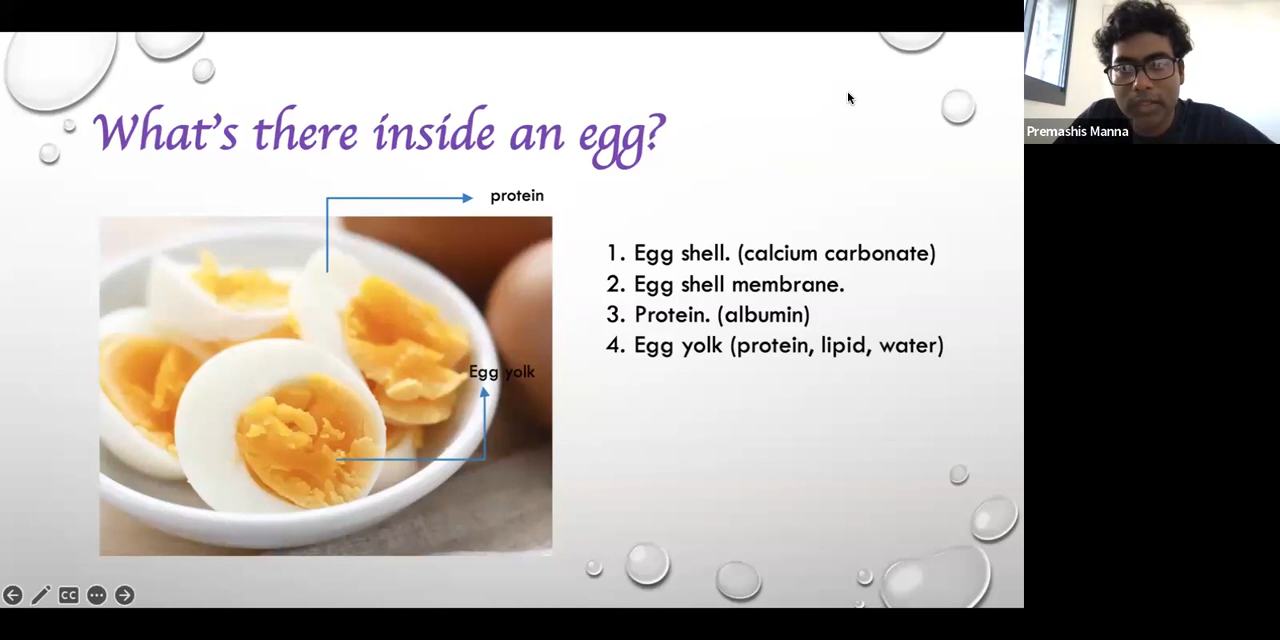 What's there inside an egg?
Premashis Manna
protein
1. Egg shell. (calcium carbonate)
2. Egg shell membrane.
3. Protein. (albumin)
4. Egg yolk (protein, lipid, water)
Egg yolk
CC